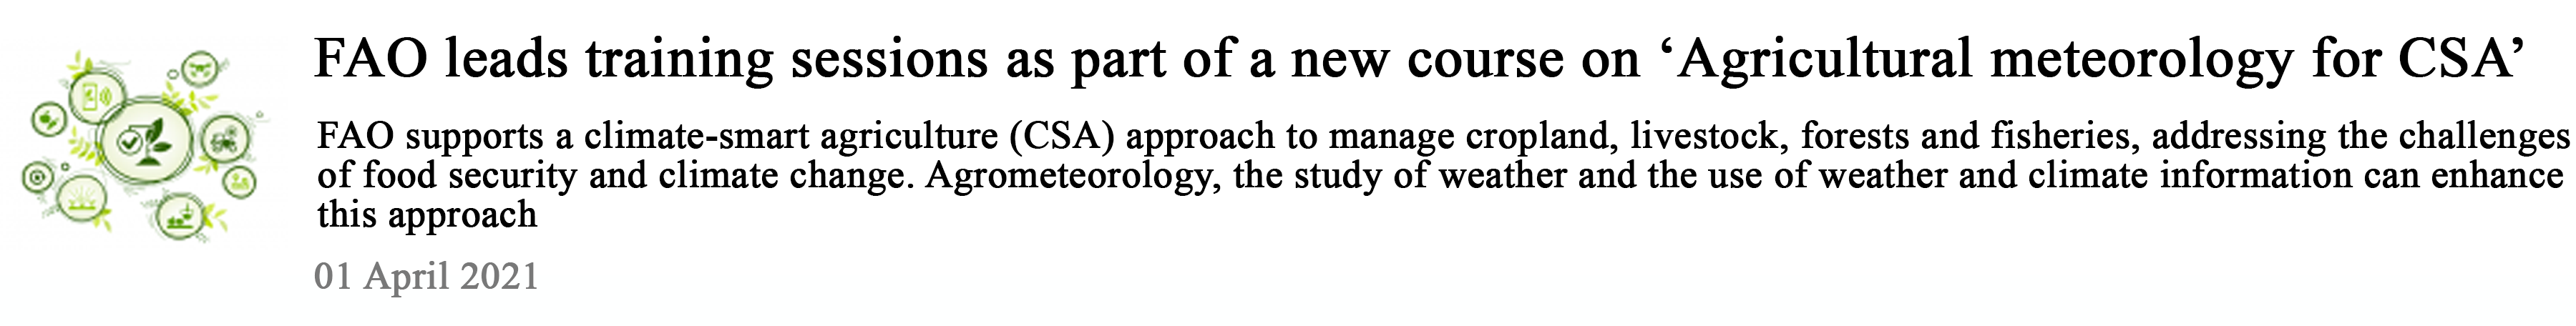 FAO leads training sessions as part of a new course on ‘Agricultural meteorology for CSA’
FAO supports a climate-smart agriculture (CSA) approach to manage cropland, livestock, forests and fisheries, addressing the challenges
of food security and climate change. Agrometeorology, the study of weather and the use of weather and climate information can enhance
this approach
01 April 2021